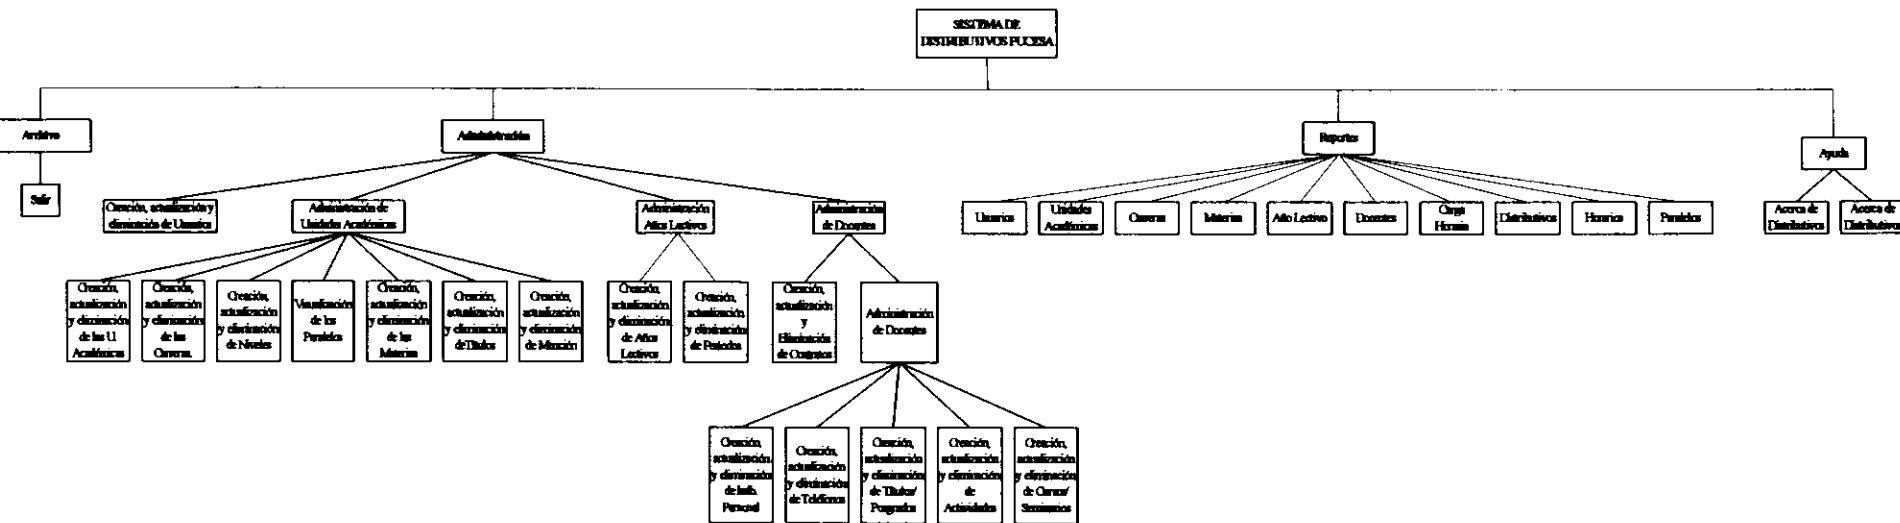 SISTEMA DE
DISTRIBUTIVOS PUCESA
Archivo
Administración
Reportes
Ayuda
Salir
Creación, actualización y
eliminación de Usuarios
Administración de
Unidades Académicas
Administración
Años Lectivos
Administración
de Docentes
Usuarios
Unidades
Académicas
Carreras
Materias
Año Lectivo
Docentes
Carga
Horaria
Distributivos
Horarios
Paralelos
Acerca de
Distributivos
Acerca de
Distributivos
Creación,
actualización
y eliminación
de las U.
Académicas
Creación,
actualización
y eliminación
de las
Carreras.
Creación,
actualización
y eliminación
de Niveles
Visualización
de los
Paralelos
Creación,
actualización
y eliminación
de las
Materias
Creación,
actualización
y eliminación
de Títulos
Creación,
actualización
y eliminación
de Mención
Creación,
actualización
y eliminación
de Años
Lectivos
Creación,
actualización
y eliminación
de Periodos
Creación,
actualización
y
Eliminación
de Contratos
Administración
de Docentes
Creación,
actualización
y eliminación
de Info.
Personal
Creación,
actualización
y eliminación
de Teléfonos
Creación,
actualización
y eliminación
de Títulos/
Posgrados
Creación,
actualización
y eliminación
de
Actividades
Creación,
actualización
y eliminación
de Cursos/
Seminarios